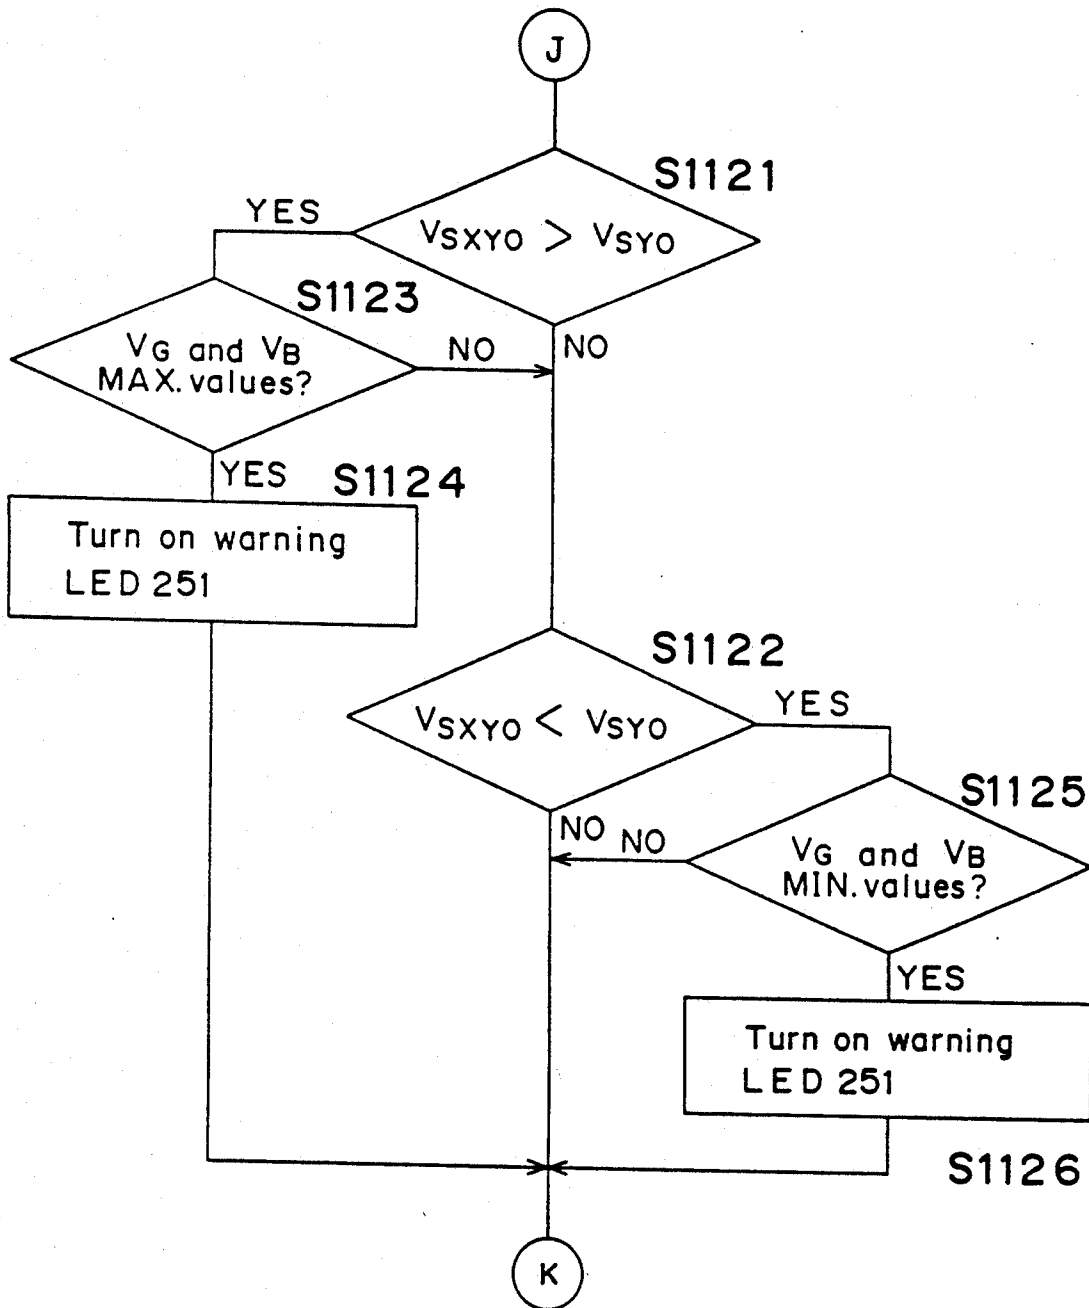 J
S1121
YES
VSXYO > VSYO
S1123
NO
NO
VG and VB
MAX. values?
YES
S1124
Turn on warning
LED 251
S1122
YES
VSXYO < VSYO
S1125
NO
NO
VG and VB
MIN. values?
YES
Turn on warning
LED 251
S1126
K